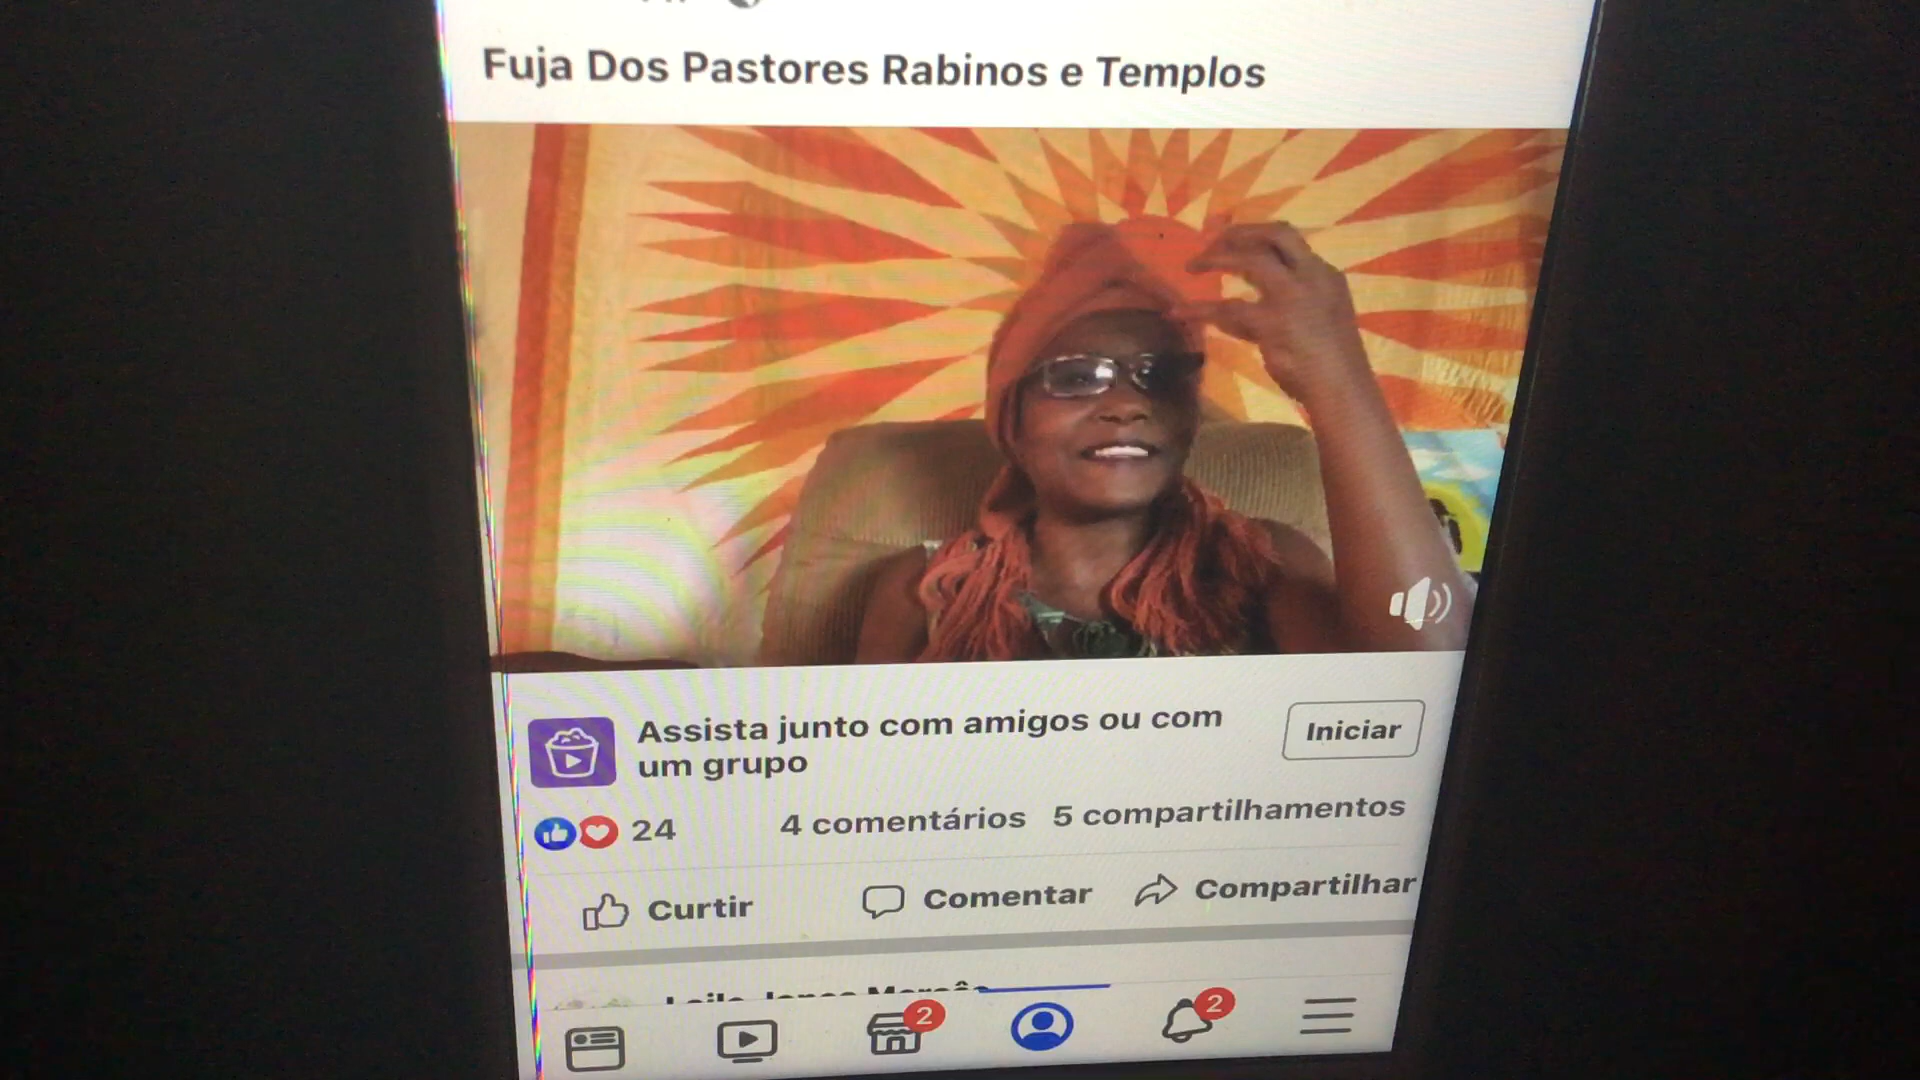 Fuja Dos Pastores Rabinos e Templos
Assista junto com amigos ou com
um grupo
Iniciar
24
4 comentários
5 compartilhamentos
Curtir
Comentar
Compartilhar
2
2